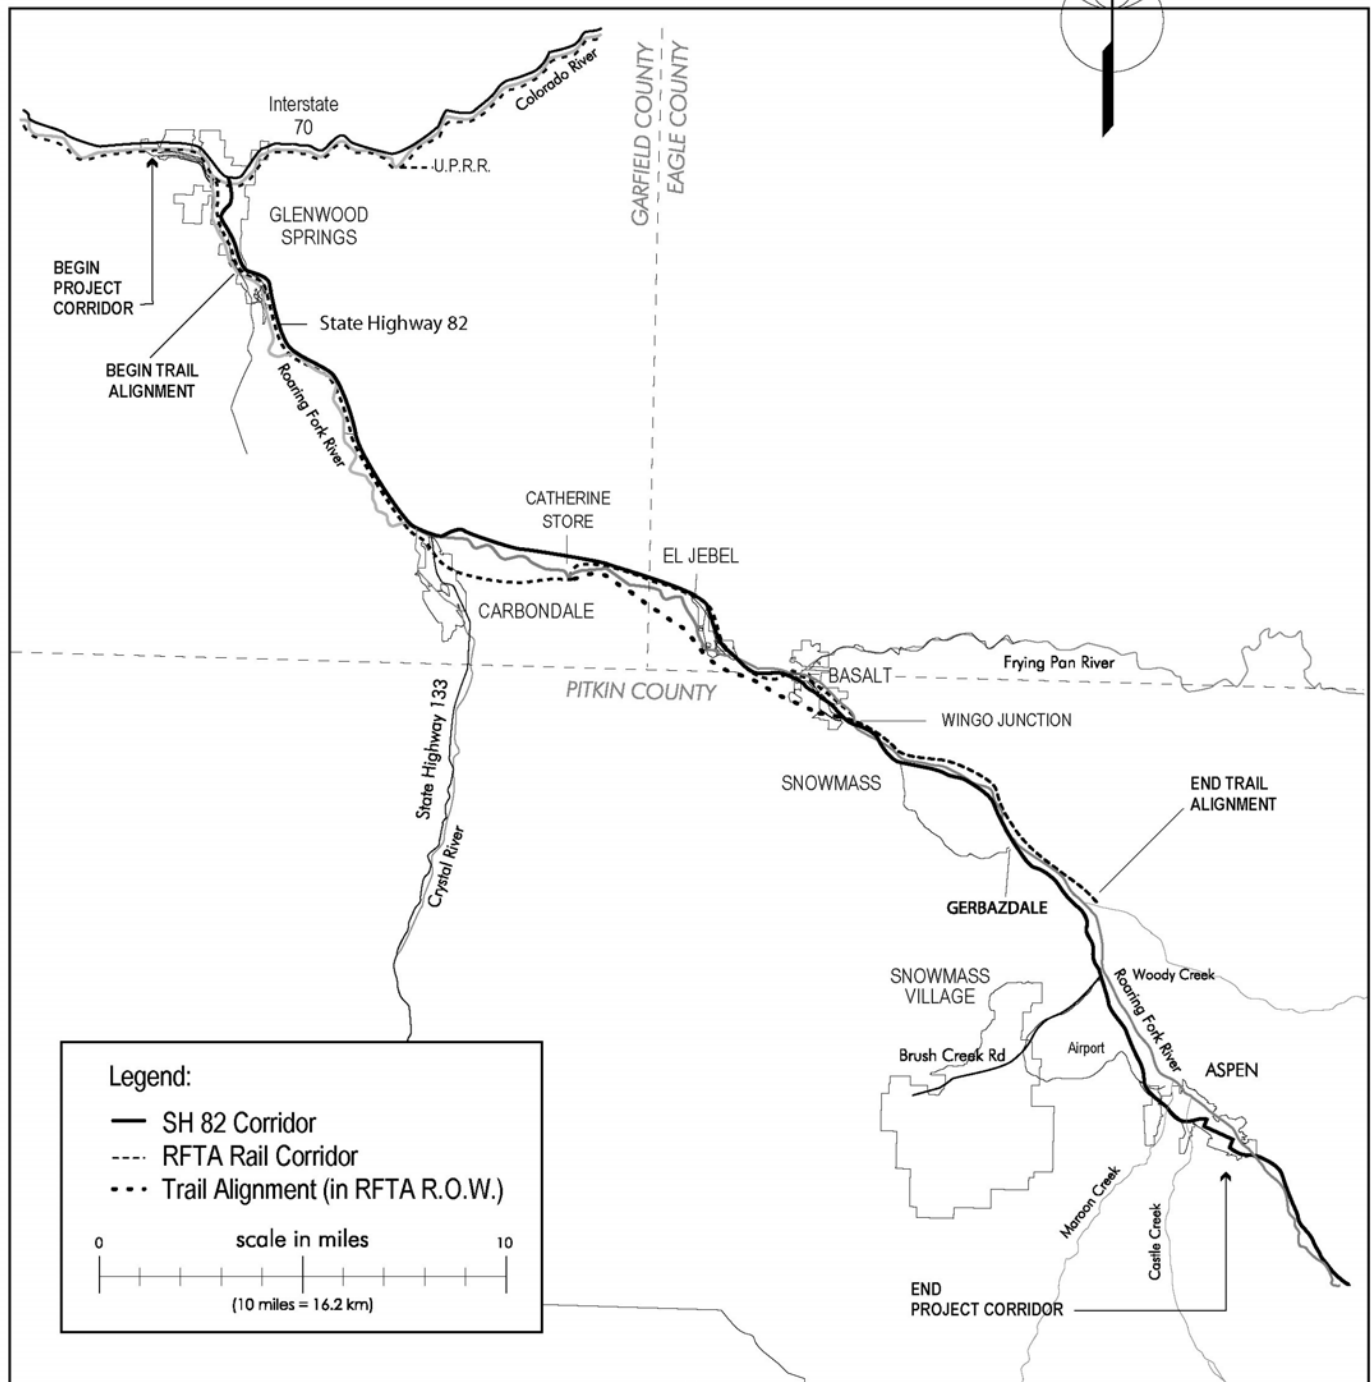 Colorado River
Interstate
70
U.P.R.R.
GARFIELD COUNTY
EAGLE COUNTY
GLENWOOD
SPRINGS
BEGIN
PROJECT
CORRIDOR
State Highway 82
BEGIN TRAIL
ALIGNMENT
Roaring Fork River
CATHERINE
STORE
EL JEBEL
CARBONDALE
Frying Pan River
BASALT
PITKIN COUNTY
WINGO JUNCTION
State Highway 133
SNOWMASS
END TRAIL
ALIGNMENT
Crystal River
GERBAZDALE
SNOWMASS
VILLAGE
Woody Creek
Roaring Fork River
Brush Creek Rd
Airport
ASPEN
Maroon Creek
Castle Creek
END
PROJECT CORRIDOR
Legend:
SH 82 Corridor
RFTA Rail Corridor
Trail Alignment (in RFTA R.O.W.)
0 scale in miles 10
(10 miles = 16.2 km)